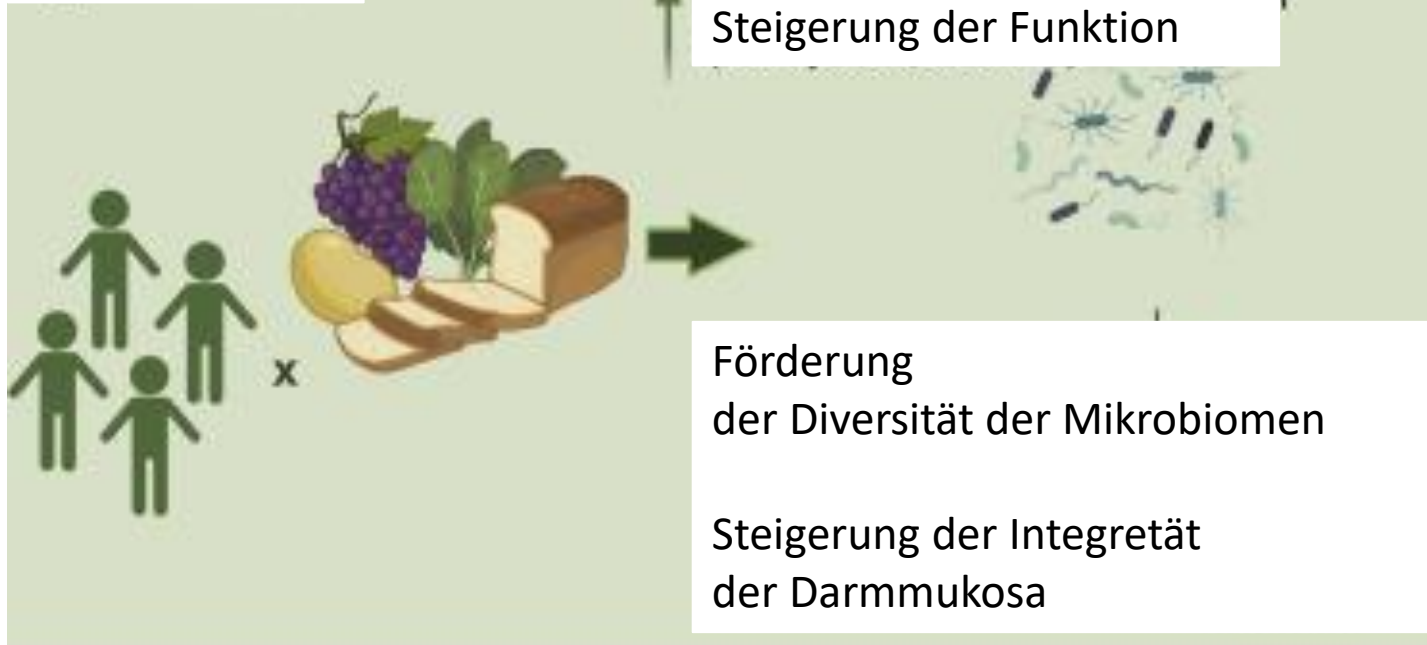 Steigerung der Funktion
x
Förderung
der Diversität der Mikrobiomen
Steigerung der Integretät
der Darmmukosa